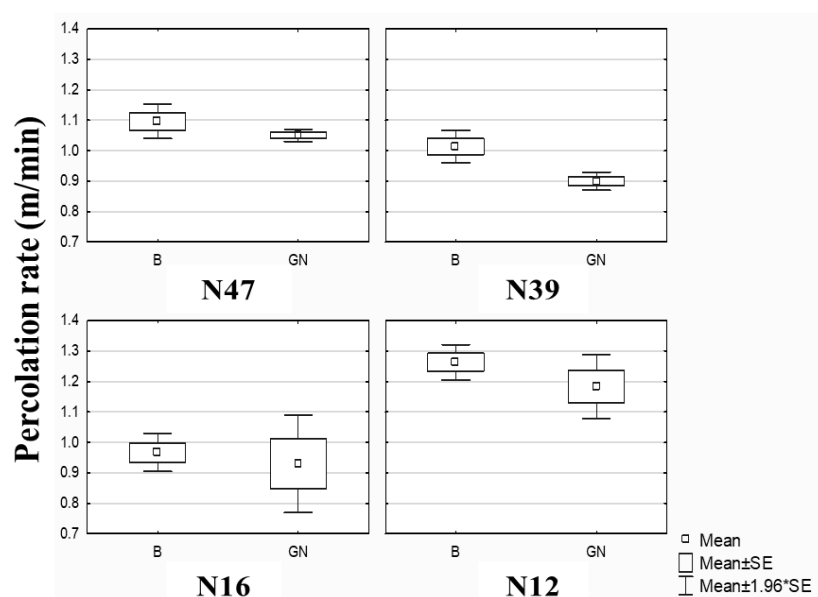 Percolation rate (m/min)
1.4
1.3
1.2
1.1
1.0
0.9
0.8
0.7
B GN B GN
N47 N39
1.4
1.3
1.2
1.1
1.0
0.9
0.8
0.7
B GN B GN
N16 N12
Mean
Mean±SE
Mean±1.96*SE